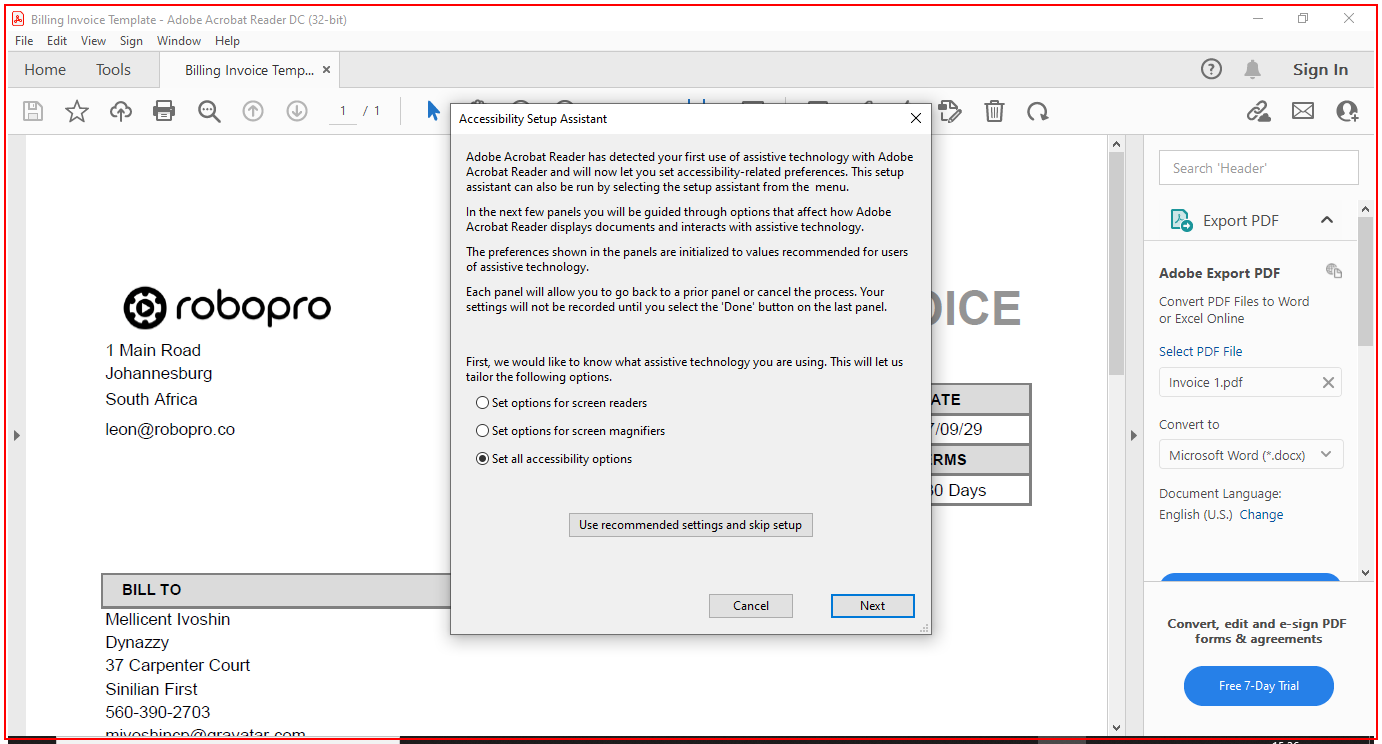 Billing Invoice Template - Adobe Acrobat Reader DC (32-bit)
File Edit View Sign Window Help
Home Tools Billing Invoice Temp... × Sign In
1 / 1
Accessibility Setup Assistant
Adobe Acrobat Reader has detected your first use of assistive technology with Adobe
Acrobat Reader and will now let you set accessibility-related preferences. This setup
assistant can also be run by selecting the setup assistant from the menu.
In the next few panels you will be guided through options that affect how Adobe
Acrobat Reader displays documents and interacts with assistive technology.
The preferences shown in the panels are initialized to values recommended for users
of assistive technology.
Each panel will allow you to go back to a prior panel or cancel the process. Your
settings will not be recorded until you select the 'Done' button on the last panel.
First, we would like to know what assistive technology you are using. This will let us
tailor the following options.
Set options for screen readers
Set options for screen magnifiers
Set all accessibility options
Use recommended settings and skip setup
Cancel Next
robopro
1 Main Road
Johannesburg
South Africa
leon@robopro.co
OICE
ATE
7/09/29
RMS
30 Days
BILL TO
Mellicent Ivoshin
Dynazzy
37 Carpenter Court
Sinilian First
560-390-2703
mivoshincp@gravatar.com
Search 'Header'
Export PDF
Adobe Export PDF
Convert PDF Files to Word
or Excel Online
Select PDF File
Invoice 1.pdf
Convert to
Microsoft Word (*.docx)
Document Language:
English (U.S.) Change
Convert, edit and e-sign PDF
forms & agreements
Free 7-Day Trial